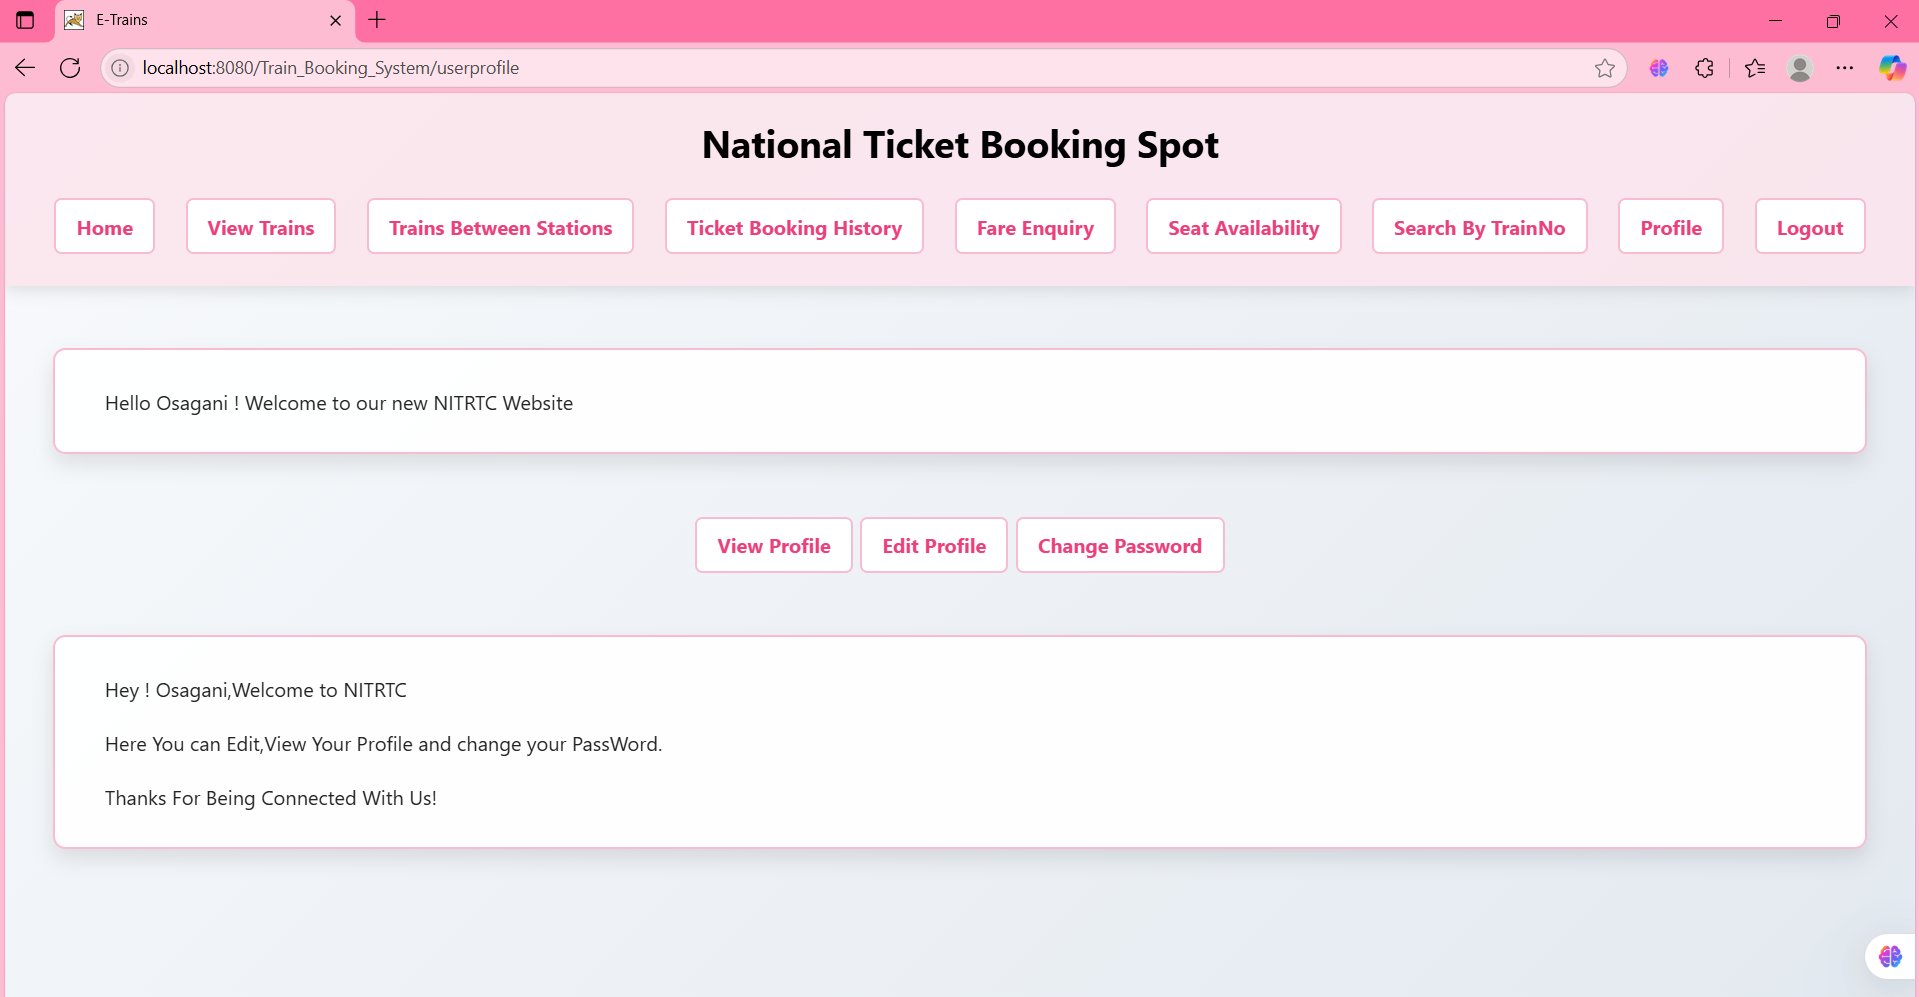 E-Trains
localhost:8080/Train_Booking_System/userprofile
National Ticket Booking Spot
Home View Trains Trains Between Stations Ticket Booking History Fare Enquiry Seat Availability Search By TrainNo Profile Logout
Hello Osagani ! Welcome to our new NITRTC Website
View Profile Edit Profile Change Password
Hey ! Osagani,Welcome to NITRTC
Here You can Edit,View Your Profile and change your PassWord.
Thanks For Being Connected With Us!